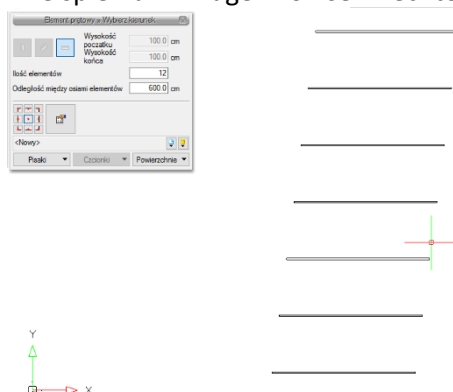 Element prętowy » Wybierz kierunek
Wysokość początku 100.0 cm
Wysokość końca 100.0 cm
Ilość elementów 12
Odległość między osiami elementów 600.0 cm
<Nowy>
Pisaki Czcionki Powierzchnie
Y
X